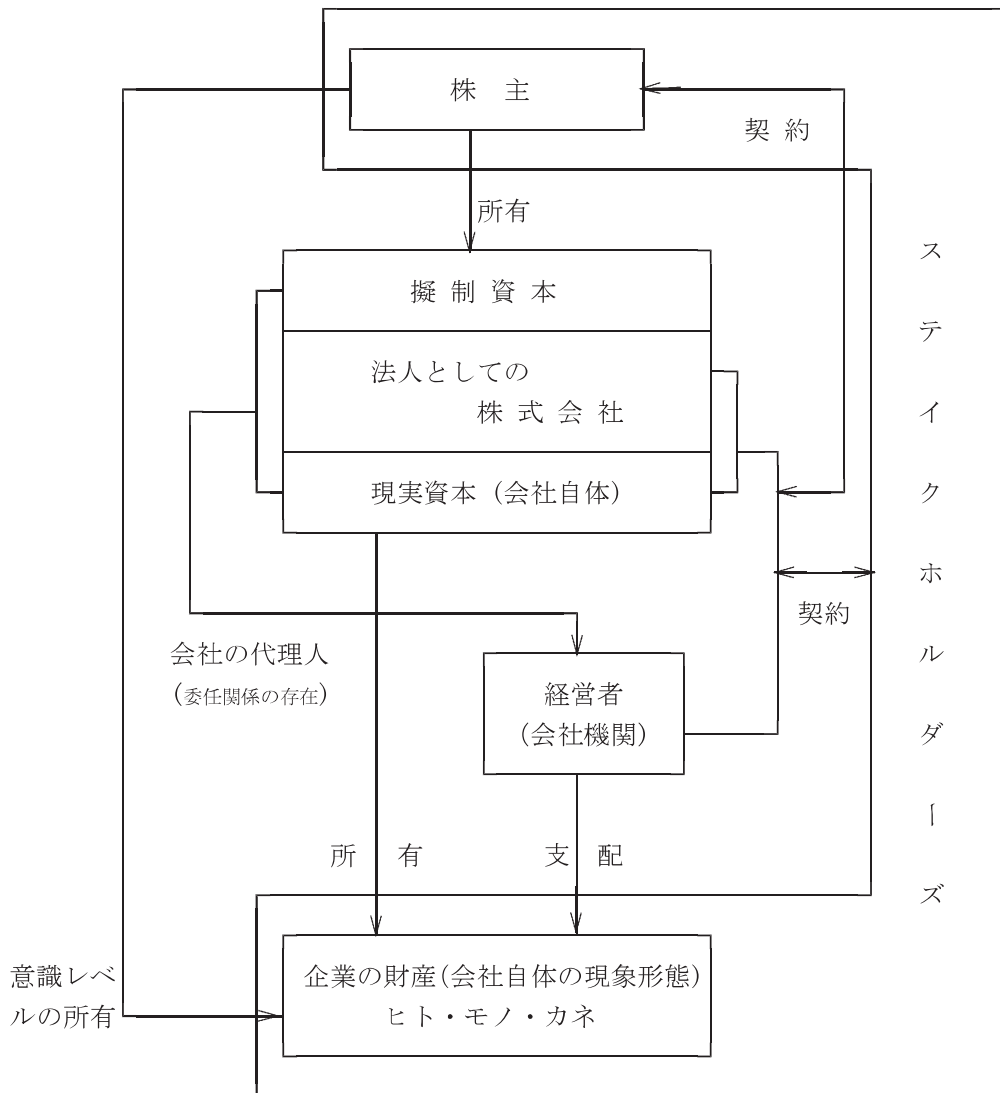 株 主
契 約
所有
擬 制 資 本
法人としての
株 式 会 社
現実資本（会社自体）
契約
会社の代理人
（委任関係の存在）
経営者
（会社機関）
所 有
支 配
企業の財産（会社自体の現象形態）
ヒト・モノ・カネ
意識レベ
ルの所有
ステイクホルダーズ